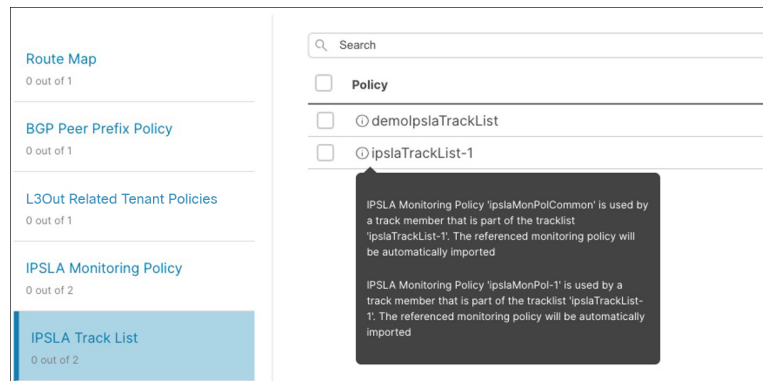 Route Map
0 out of 1
BGP Peer Prefix Policy
0 out of 1
L3Out Related Tenant Policies
0 out of 1
IPSLA Monitoring Policy
0 out of 2
IPSLA Track List
0 out of 2
Search
Policy
demoIpslaTrackList
ipslaTrackList-1
IPSLA Monitoring Policy 'ipslaMonPolCommon' is used by
a track member that is part of the tracklist
'ipslaTrackList-1'. The referenced monitoring policy will
be automatically imported
IPSLA Monitoring Policy 'ipslaMonPol-1' is used by a
track member that is part of the tracklist 'ipslaTrackList-
1'. The referenced monitoring policy will be automatically
imported